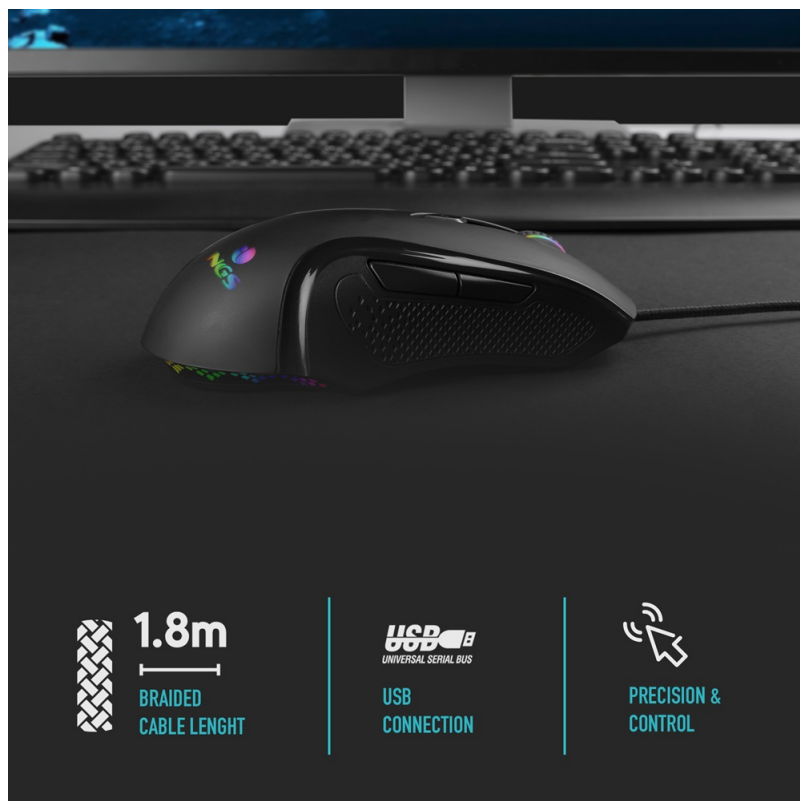 NGS
1.8m
BRAIDED
CABLE LENGHT
USB
UNIVERSAL SERIAL BUS
USB
CONNECTION
PRECISION &
CONTROL